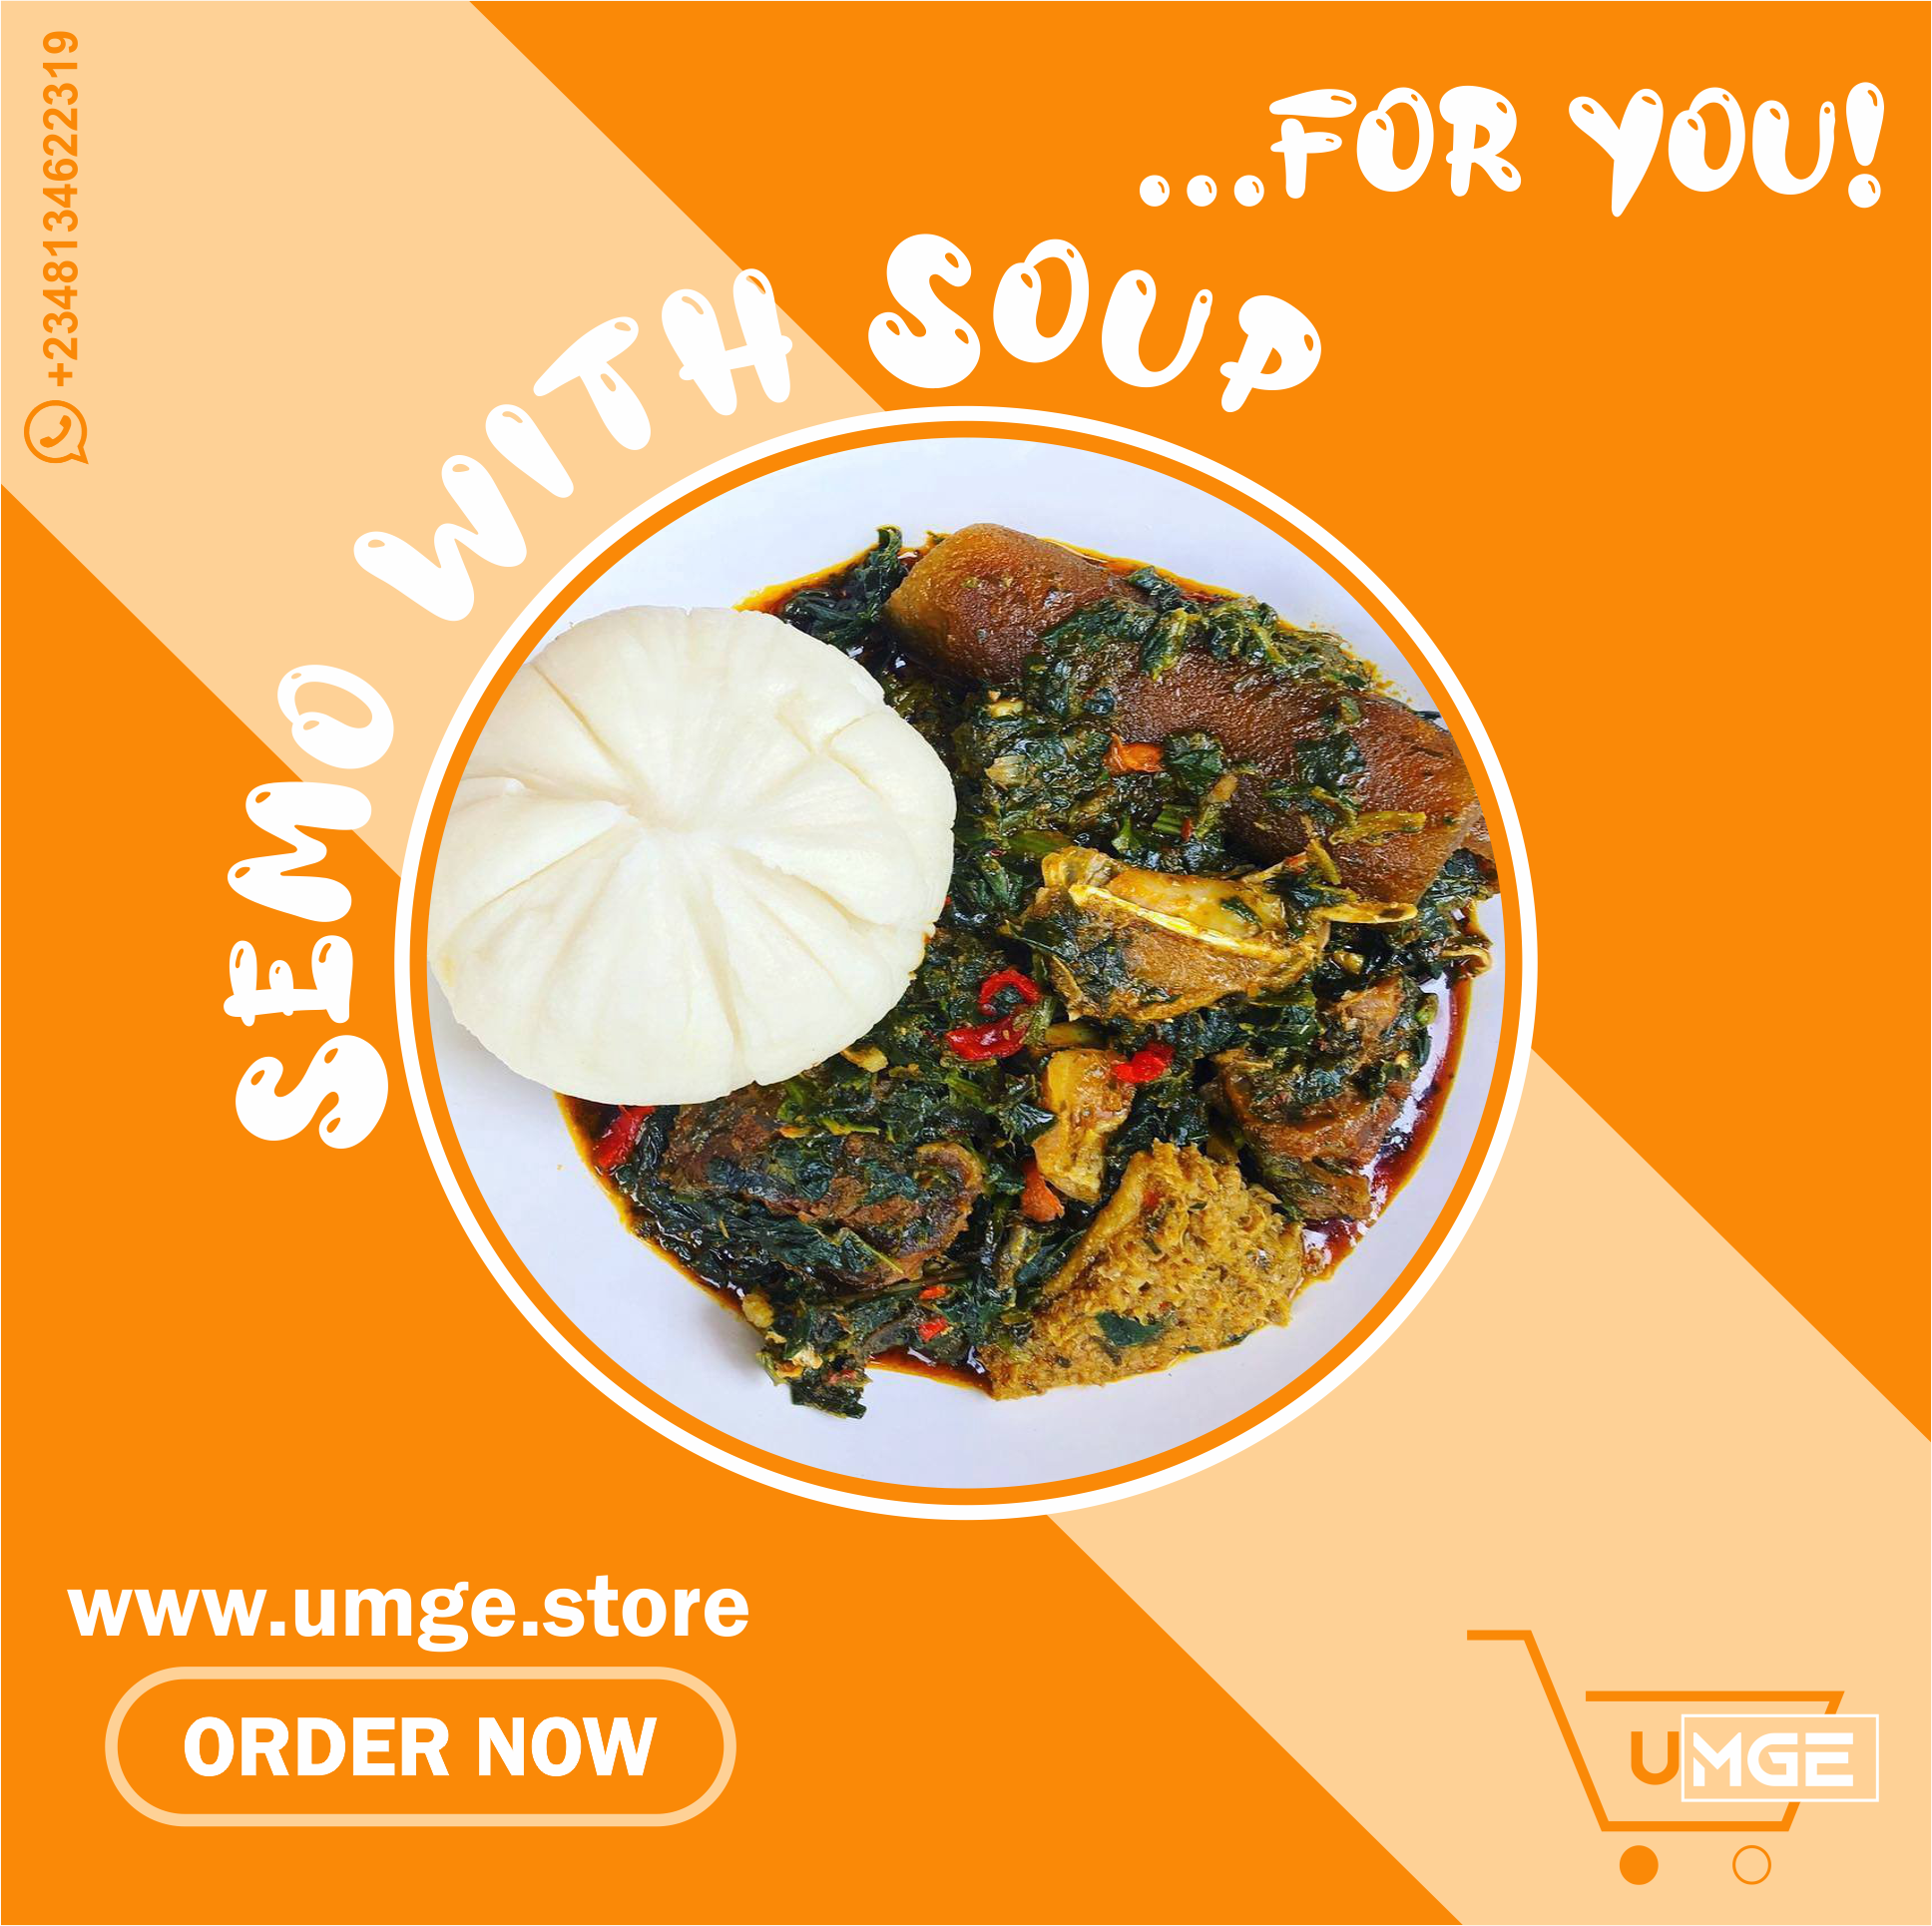 +2348134622319
...FOR YOU!
SEMO WITH SOUP
www.umge.store
ORDER NOW
UMGE